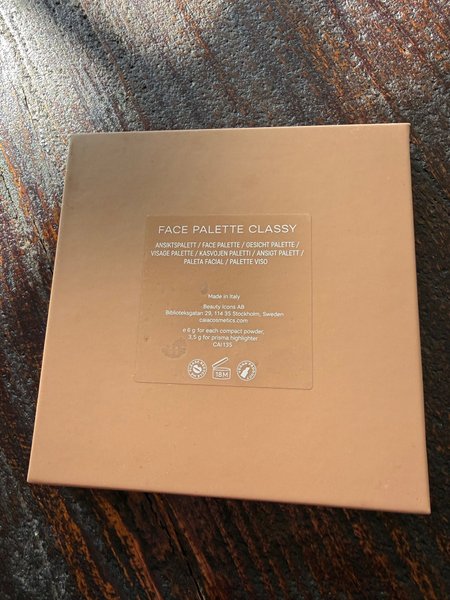 FACE PALETTE CLASSY
ANSIKTSPALETT / FACE PALETTE / GESICHT PALETTE /
VISAGE PALETTE / KASVOJEN PALETTI / ANSIGT PALETT /
PALETA FACIAL / PALETTE VISO
Made in Italy
Beauty Icons AB
Biblioteksgatan 29, 114 35 Stockholm, Sweden
caiacosmetics.com
e 6 g for each compact powder,
3,5 g for prisma highlighter
CAI135
18M